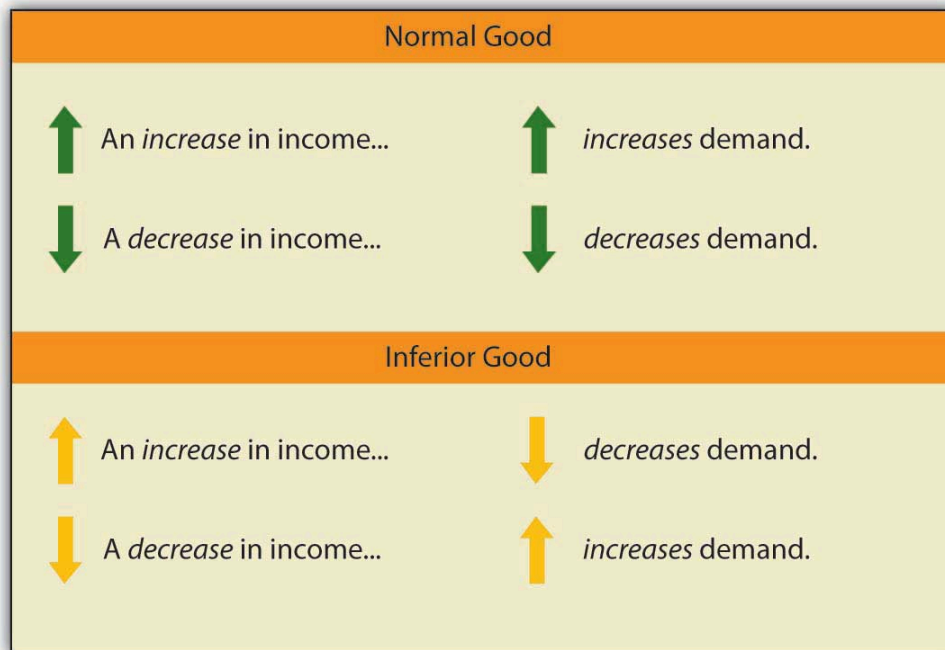 Normal Good
An increase in income... increases demand.
A decrease in income... decreases demand.
Inferior Good
An increase in income... decreases demand.
A decrease in income... increases demand.